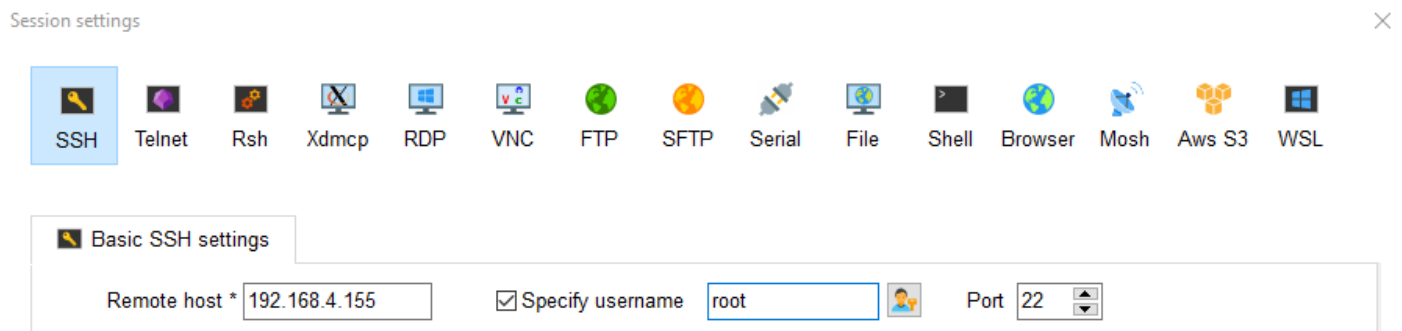 Session settings
SSH Telnet Rsh Xdmcp RDP VNC FTP SFTP Serial File Shell Browser Mosh Aws S3 WSL
Basic SSH settings
Remote host * 192.168.4.155 Specify username root Port 22